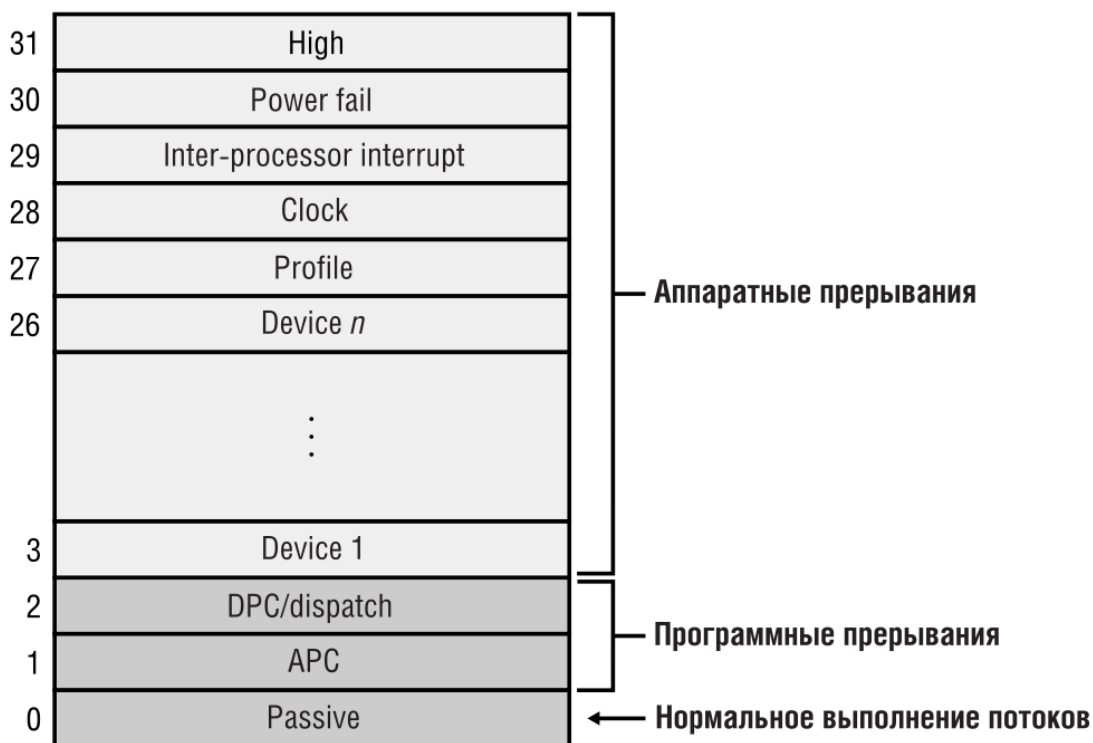 31 High
30 Power fail
29 Inter-processor interrupt
28 Clock
27 Profile
Аппаратные прерывания
26 Device n
⋮
3 Device 1
2 DPC/dispatch
Программные прерывания
1 APC
0 Passive Нормальное выполнение потоков